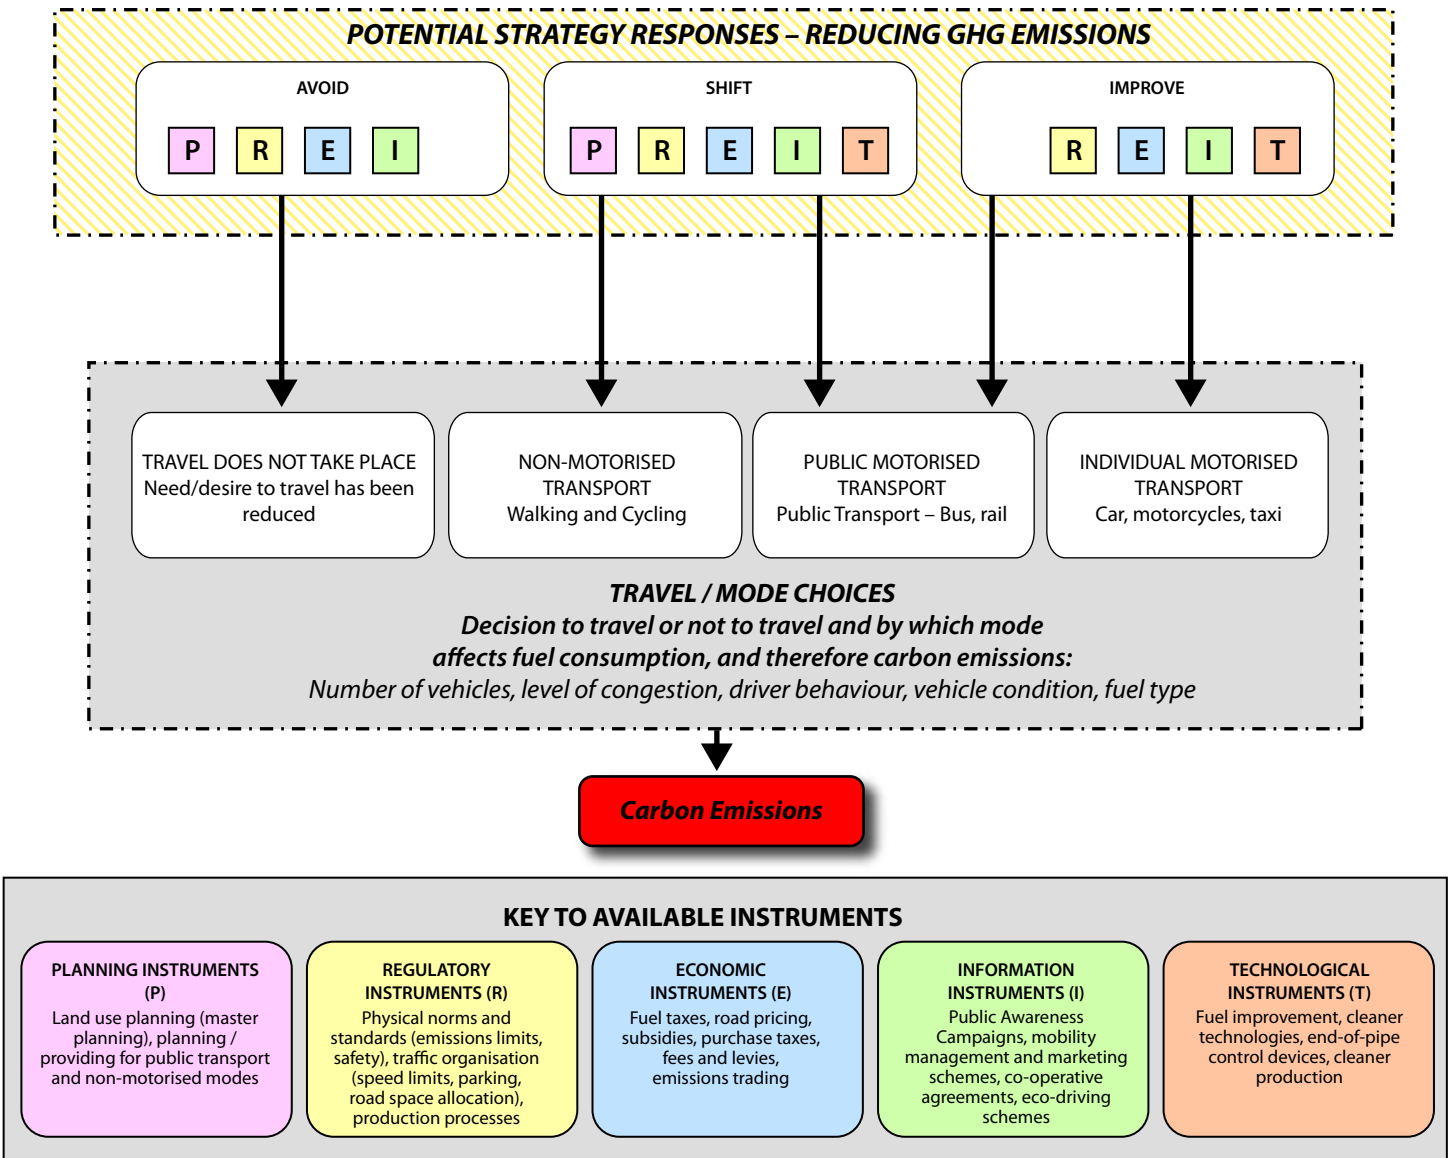 POTENTIAL STRATEGY RESPONSES – REDUCING GHG EMISSIONS
AVOID
P R E I
SHIFT
P R E I T
IMPROVE
R E I T
TRAVEL DOES NOT TAKE PLACE
Need/desire to travel has been
reduced
NON-MOTORISED
TRANSPORT
Walking and Cycling
PUBLIC MOTORISED
TRANSPORT
Public Transport – Bus, rail
INDIVIDUAL MOTORISED
TRANSPORT
Car, motorcycles, taxi
TRAVEL / MODE CHOICES
Decision to travel or not to travel and by which mode
affects fuel consumption, and therefore carbon emissions:
Number of vehicles, level of congestion, driver behaviour, vehicle condition, fuel type
Carbon Emissions
KEY TO AVAILABLE INSTRUMENTS
PLANNING INSTRUMENTS
(P)
Land use planning (master
planning), planning /
providing for public transport
and non-motorised modes
REGULATORY
INSTRUMENTS (R)
Physical norms and
standards (emissions limits,
safety), traffic organisation
(speed limits, parking,
road space allocation),
production processes
ECONOMIC
INSTRUMENTS (E)
Fuel taxes, road pricing,
subsidies, purchase taxes,
fees and levies,
emissions trading
INFORMATION
INSTRUMENTS (I)
Public Awareness
Campaigns, mobility
management and marketing
schemes, co-operative
agreements, eco-driving
schemes
TECHNOLOGICAL
INSTRUMENTS (T)
Fuel improvement, cleaner
technologies, end-of-pipe
control devices, cleaner
production